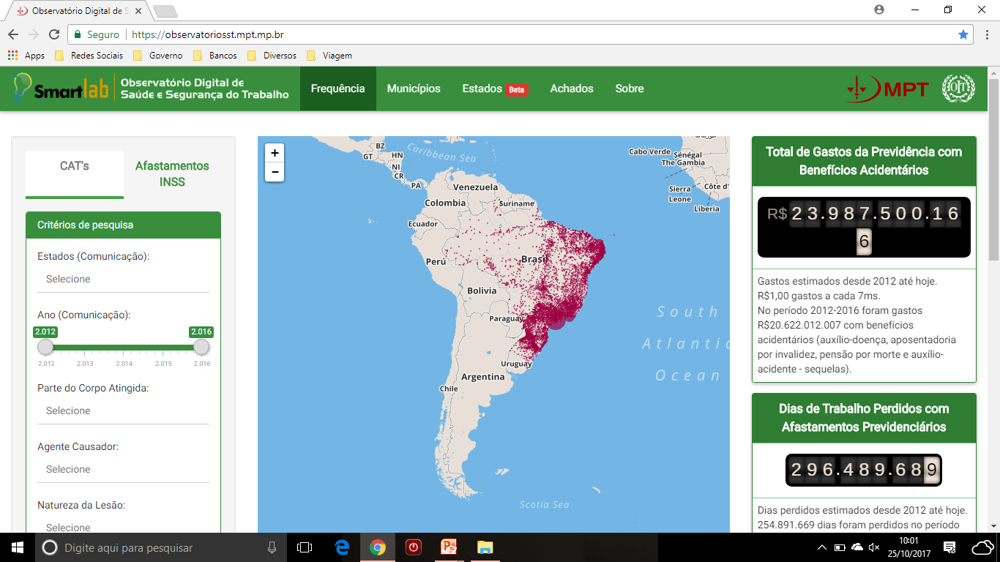 Observatório Digital de S
Seguro
https://observatoriosst.mpt.mp.br
Apps
Redes Sociais
Governo
Bancos
Diversos
Viagem
Smartlab
Observatório Digital de
Saúde e Segurança do Trabalho
Frequência
Municípios
Estados Beta
Achados
Sobre
MPT
OIT
CAT's
Afastamentos
INSS
Critérios de pesquisa
Estados (Comunicação):
Selecione
Ano (Comunicação):
2.012
2.016
2.012 2.013 2.014 2.015 2.016
Parte do Corpo Atingida:
Selecione
Agente Causador:
Selecione
Natureza da Lesão:
Selecione
+
−
BZ
GT
HN
NI
CR
PA
Caribbean Sea
Venezuela
Colombia
Suriname
Ecuador
Perú
Brasil
Bolivia
Paraguay
Uruguay
Argentina
Chile
Cabo Verde
Sénégal
The Gambia
Sierra
Leone
Côte d'
Liberia
South
Atlantic
Ocean
Scotia Sea
Total de Gastos da Previdência com
Benefícios Acidentários
R$ 23.987.500.16
6
Gastos estimados desde 2012 até hoje.
R$1,00 gastos a cada 7ms.
No período 2012-2016 foram gastos
R$20.622.012.007 com benefícios
acidentários (auxílio-doença, aposentadoria
por invalidez, pensão por morte e auxílio-
acidente - sequelas).
Dias de Trabalho Perdidos com
Afastamentos Previdenciários
296.489.689
Dias perdidos estimados desde 2012 até hoje.
254.891.669 dias foram perdidos no período
Digite aqui para pesquisar
10:01
25/10/2017